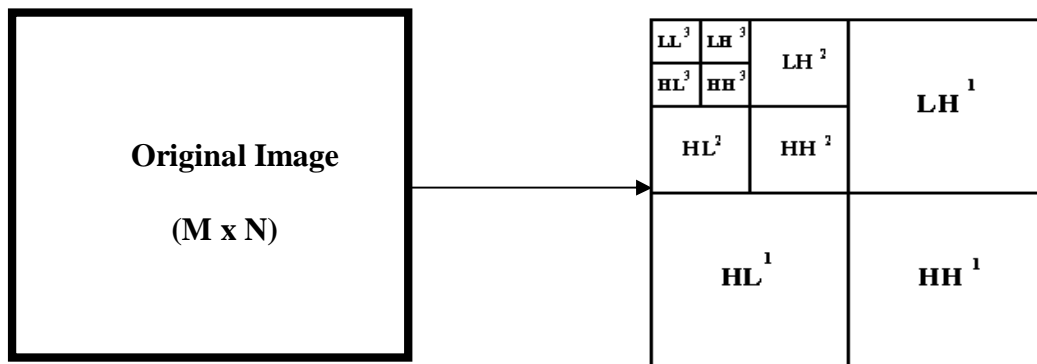 Original Image
(M x N)
LL³ LH³
HL³ HH³
LH²
HL² HH²
LH¹
HL¹ HH¹